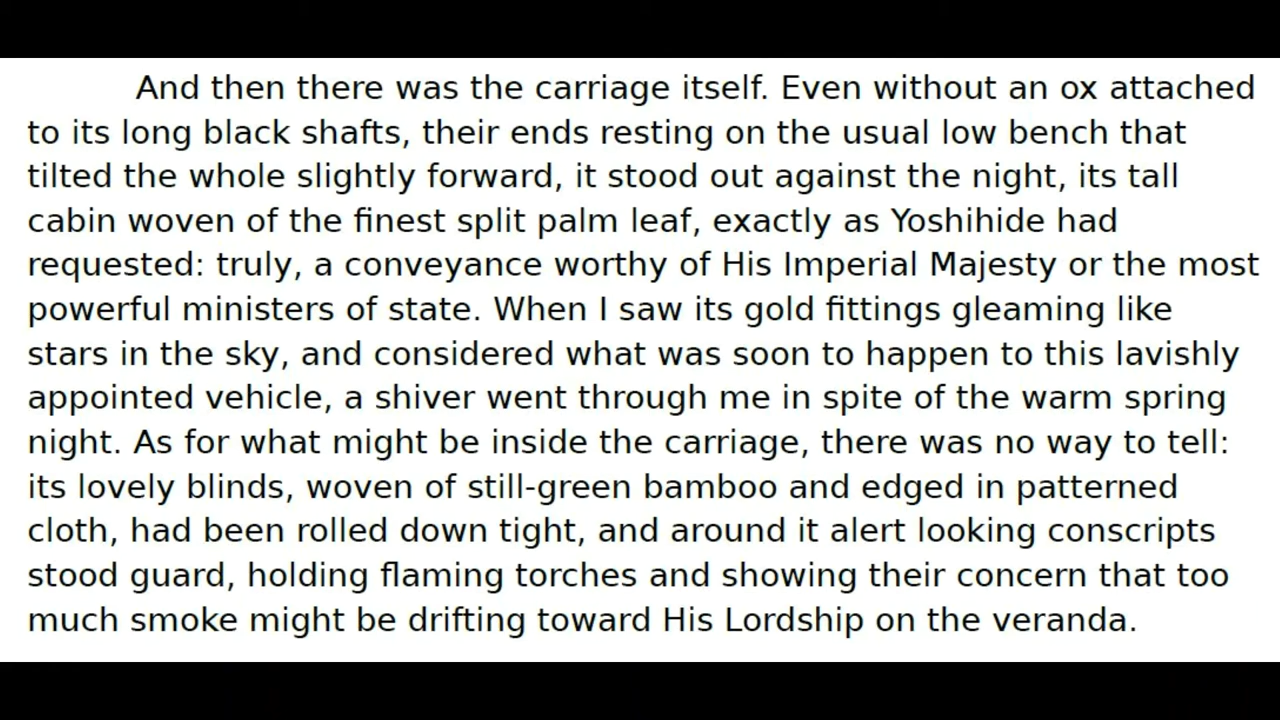 And then there was the carriage itself. Even without an ox attached
to its long black shafts, their ends resting on the usual low bench that
tilted the whole slightly forward, it stood out against the night, its tall
cabin woven of the finest split palm leaf, exactly as Yoshihide had
requested: truly, a conveyance worthy of His Imperial Majesty or the most
powerful ministers of state. When I saw its gold fittings gleaming like
stars in the sky, and considered what was soon to happen to this lavishly
appointed vehicle, a shiver went through me in spite of the warm spring
night. As for what might be inside the carriage, there was no way to tell:
its lovely blinds, woven of still-green bamboo and edged in patterned
cloth, had been rolled down tight, and around it alert looking conscripts
stood guard, holding flaming torches and showing their concern that too
much smoke might be drifting toward His Lordship on the veranda.